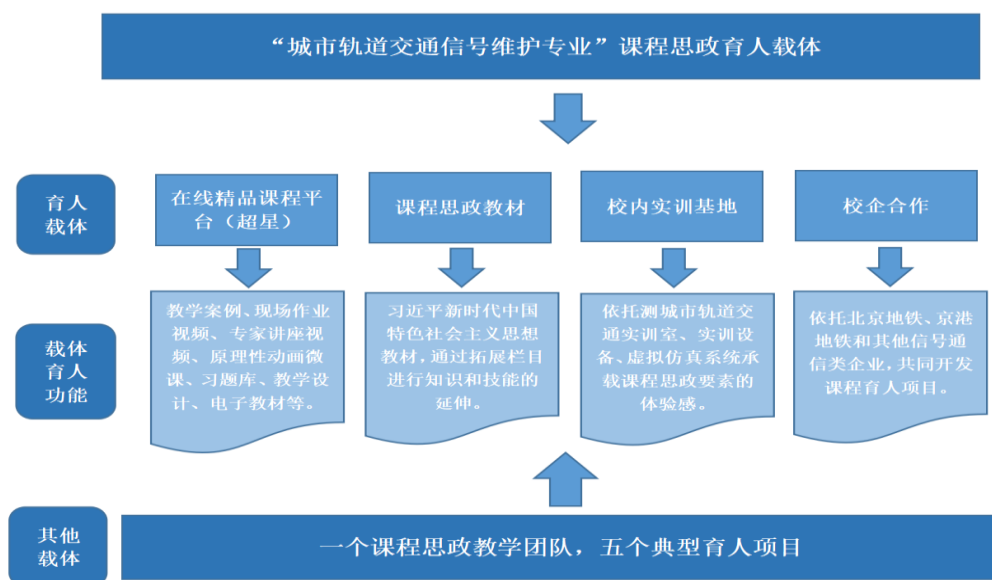 “城市轨道交通信号维护专业”课程思政育人载体
育人
载体
在线精品课程平
台（超星）
课程思政教材
校内实训基地
校企合作
载体
育人
功能
教学案例、现场作业
视频、专家讲座视
频、原理性动画微
课、习题库、教学设
计、电子教材等。
习近平新时代中国
特色社会主义思想
教材，通过拓展栏目
进行知识和技能的
延伸。
依托测城市轨道交
通实训室、实训设
备、虚拟仿真系统承
载课程思政要素的
体验感。
依托北京地铁、京港
地铁和其他信号通
信类企业，共同开发
课程育人项目。
其他
载体
一个课程思政教学团队，五个典型育人项目